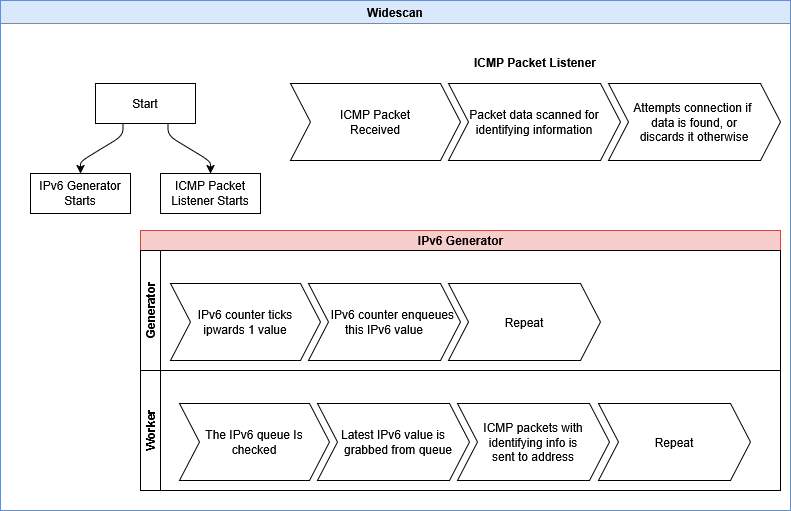 Widescan
ICMP Packet Listener
Start
ICMP Packet
Received
Packet data scanned for
identifying information
Attempts connection if
data is found, or
discards it otherwise
IPv6 Generator
Starts
ICMP Packet
Listener Starts
IPv6 Generator
Generator
IPv6 counter ticks
ipwards 1 value
IPv6 counter enqueues
this IPv6 value
Repeat
Worker
The IPv6 queue Is
checked
Latest IPv6 value is
grabbed from queue
ICMP packets with
identifying info is
sent to address
Repeat